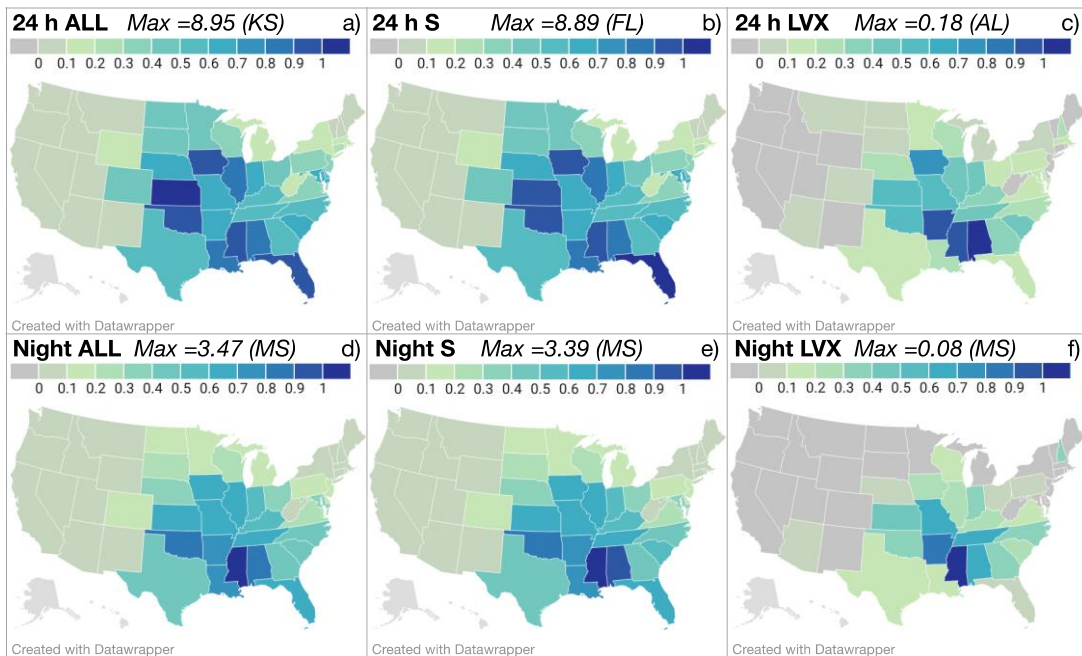 24 h ALL Max =8.95 (KS) a)
0 0.1 0.2 0.3 0.4 0.5 0.6 0.7 0.8 0.9 1
Created with Datawrapper
24 h S Max =8.89 (FL) b)
0 0.1 0.2 0.3 0.4 0.5 0.6 0.7 0.8 0.9 1
Created with Datawrapper
24 h LVX Max =0.18 (AL) c)
0 0.1 0.2 0.3 0.4 0.5 0.6 0.7 0.8 0.9 1
Created with Datawrapper
Night ALL Max =3.47 (MS) d)
0 0.1 0.2 0.3 0.4 0.5 0.6 0.7 0.8 0.9 1
Created with Datawrapper
Night S Max =3.39 (MS) e)
0 0.1 0.2 0.3 0.4 0.5 0.6 0.7 0.8 0.9 1
Created with Datawrapper
Night LVX Max =0.08 (MS) f)
0 0.1 0.2 0.3 0.4 0.5 0.6 0.7 0.8 0.9 1
Created with Datawrapper